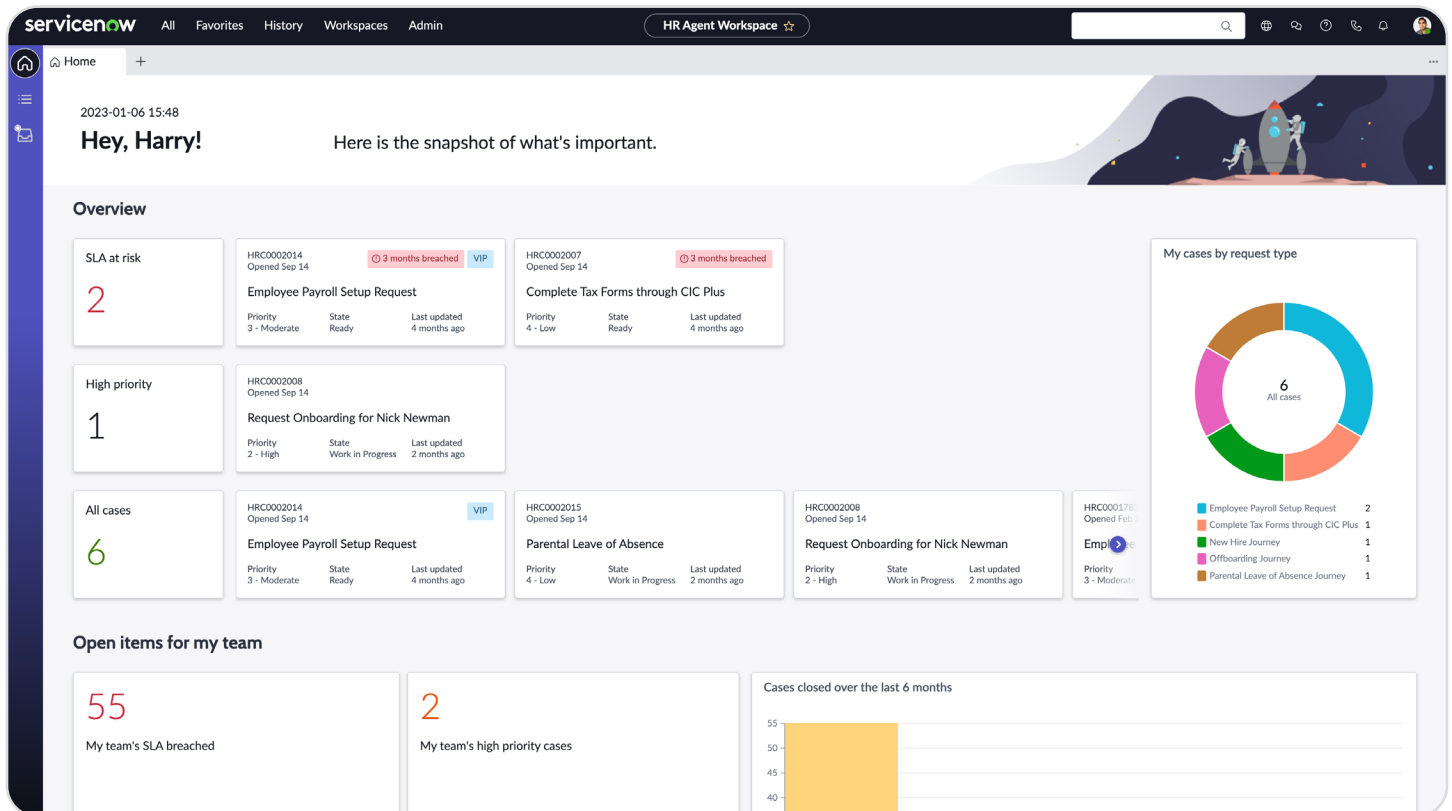 servicenow All Favorites History Workspaces Admin HR Agent Workspace
Home
2023-01-06 15:48
Hey, Harry!
Here is the snapshot of what's important.
Overview
SLA at risk
2
HRC0002014
Opened Sep 14
3 months breached
VIP
Employee Payroll Setup Request
Priority State Last updated
3 - Moderate Ready 4 months ago
HRC0002007
Opened Sep 14
3 months breached
Complete Tax Forms through CIC Plus
Priority State Last updated
4 - Low Ready 4 months ago
High priority
1
HRC0002008
Opened Sep 14
Request Onboarding for Nick Newman
Priority State Last updated
2 - High Work in Progress 2 months ago
All cases
6
HRC0002014
Opened Sep 14
VIP
Employee Payroll Setup Request
Priority State Last updated
3 - Moderate Ready 4 months ago
HRC0002015
Opened Sep 14
Parental Leave of Absence
Priority State Last updated
4 - Low Work in Progress 2 months ago
HRC0002008
Opened Sep 14
Request Onboarding for Nick Newman
Priority State Last updated
2 - High Work in Progress 2 months ago
Opened Feb
Priority
3 - Moderate
My cases by request type
6
All cases
Employee Payroll Setup Request 2
Complete Tax Forms through CIC Plus 1
New Hire Journey 1
Offboarding Journey 1
Parental Leave of Absence Journey 1
Open items for my team
55
My team's SLA breached
2
My team's high priority cases
Cases closed over the last 6 months
55
50
45
40